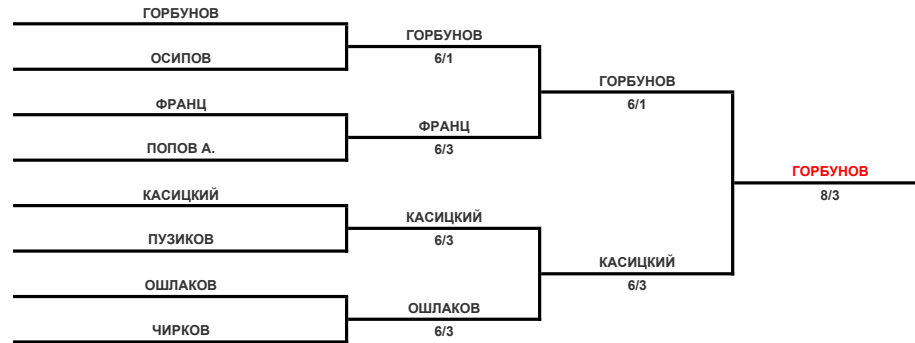 ГОРБУНОВ
ОСИПОВ
ФРАНЦ
ПОПОВ А.
КАСИЦКИЙ
ПУЗИКОВ
ОШЛАКОВ
ЧИРКОВ
ГОРБУНОВ
6/1
ФРАНЦ
6/3
КАСИЦКИЙ
6/3
ОШЛАКОВ
6/3
ГОРБУНОВ
6/1
КАСИЦКИЙ
6/3
ГОРБУНОВ
8/3